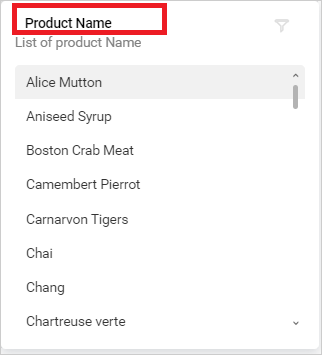 Product Name
List of product Name
Alice Mutton
Aniseed Syrup
Boston Crab Meat
Camembert Pierrot
Carnarvon Tigers
Chai
Chang
Chartreuse verte